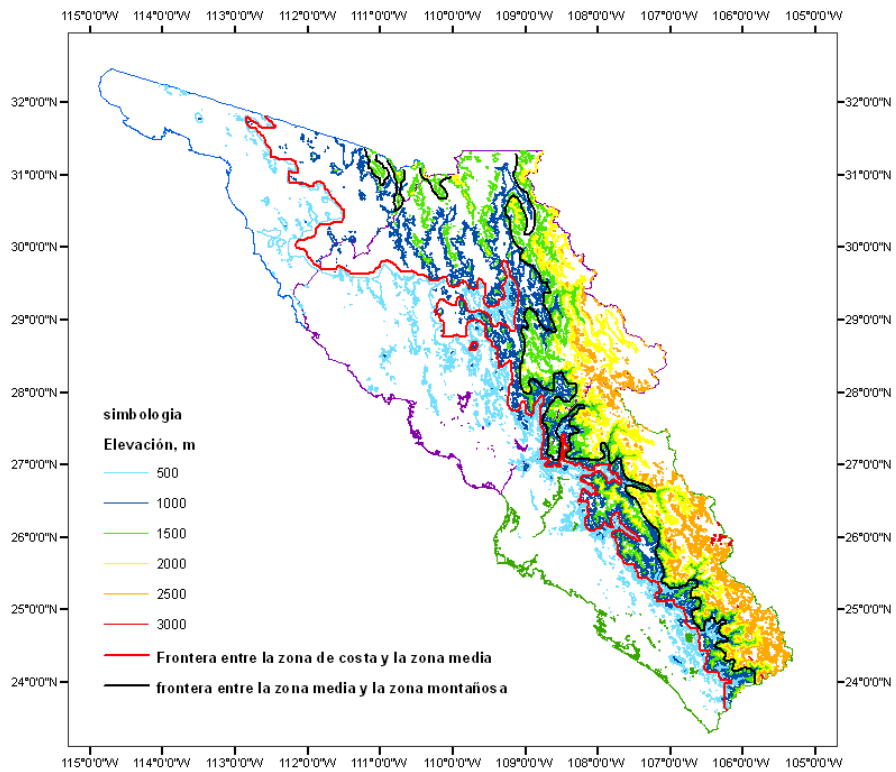 115°0'0"W 114°0'0"W 113°0'0"W 112°0'0"W 111°0'0"W 110°0'0"W 109°0'0"W 108°0'0"W 107°0'0"W 106°0'0"W 105°0'0"W
32°0'0"N 32°0'0"N
31°0'0"N 31°0'0"N
30°0'0"N 30°0'0"N
29°0'0"N 29°0'0"N
28°0'0"N 28°0'0"N
27°0'0"N 27°0'0"N
26°0'0"N 26°0'0"N
25°0'0"N 25°0'0"N
24°0'0"N 24°0'0"N
simbologia
Elevación, m
500
1000
1500
2000
2500
3000
Frontera entre la zona de costa y la zona media
frontera entre la zona media y la zona montañosa
115°0'0"W 114°0'0"W 113°0'0"W 112°0'0"W 111°0'0"W 110°0'0"W 109°0'0"W 108°0'0"W 107°0'0"W 106°0'0"W 105°0'0"W